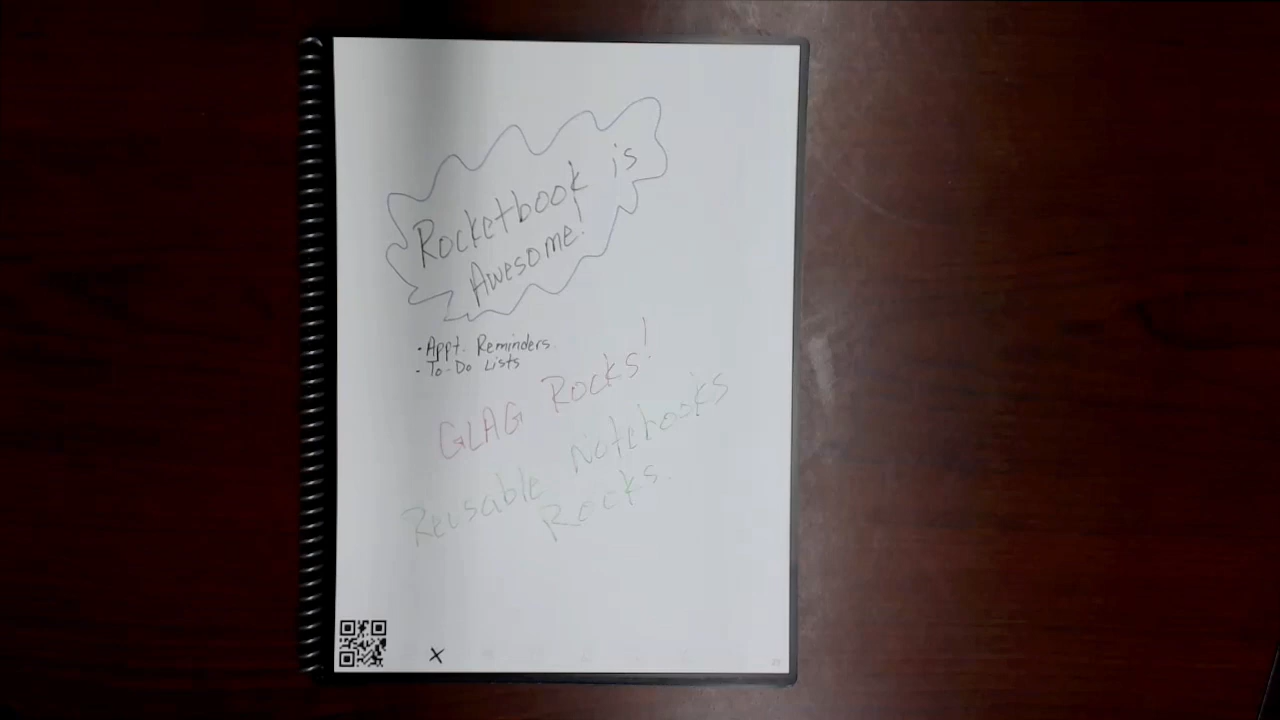 Rocketbook is
Awesome!
· Appt. Reminders
· To-Do Lists
GLAG Rocks!
Reusable Notebooks
Rocks.
X